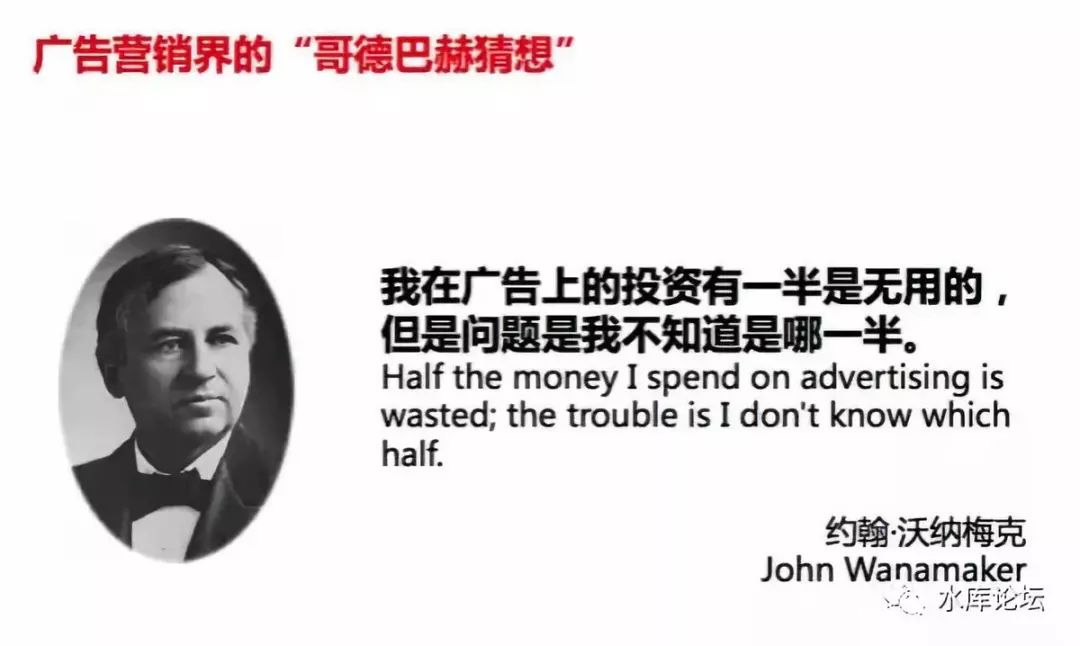 广告营销界的“哥德巴赫猜想”
我在广告上的投资有一半是无用的，
但是问题是我不知道是哪一半。
Half the money I spend on advertising is
wasted; the trouble is I don't know which
half.
约翰·沃纳梅克
John Wanamaker
水库论坛